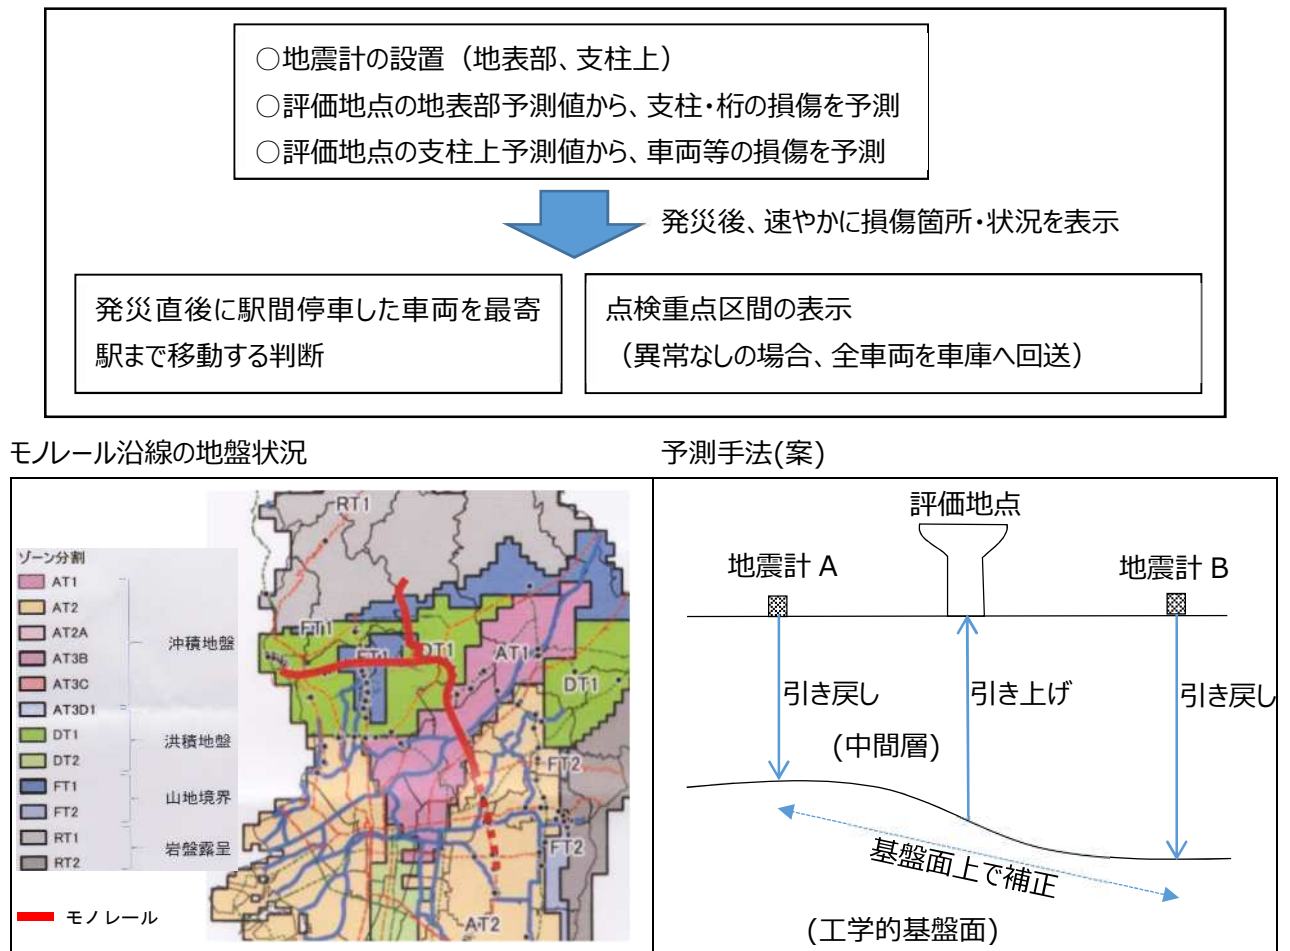 ○地震計の設置（地表部、支柱上）
○評価地点の地表部予測値から、支柱・桁の損傷を予測
○評価地点の支柱上予測値から、車両等の損傷を予測
発災後、速やかに損傷箇所・状況を表示
発災直後に駅間停車した車両を最寄
駅まで移動する判断
点検重点区間の表示
（異常なしの場合、全車両を車庫へ回送）
モノレール沿線の地盤状況
予測手法(案)
ゾーン分割
AT1
AT2
AT2A
AT3B
AT3C
AT3D1
DT1
DT2
FT1
FT2
RT1
RT2
沖積地盤
洪積地盤
山地境界
岩盤露呈
モノレール
RT1
FT1
FT1
DT1
AT1
DT1
FT2
FT2
AT2
評価地点
地震計 A
地震計 B
引き戻し
引き上げ
引き戻し
(中間層)
基盤面上で補正
(工学的基盤面)